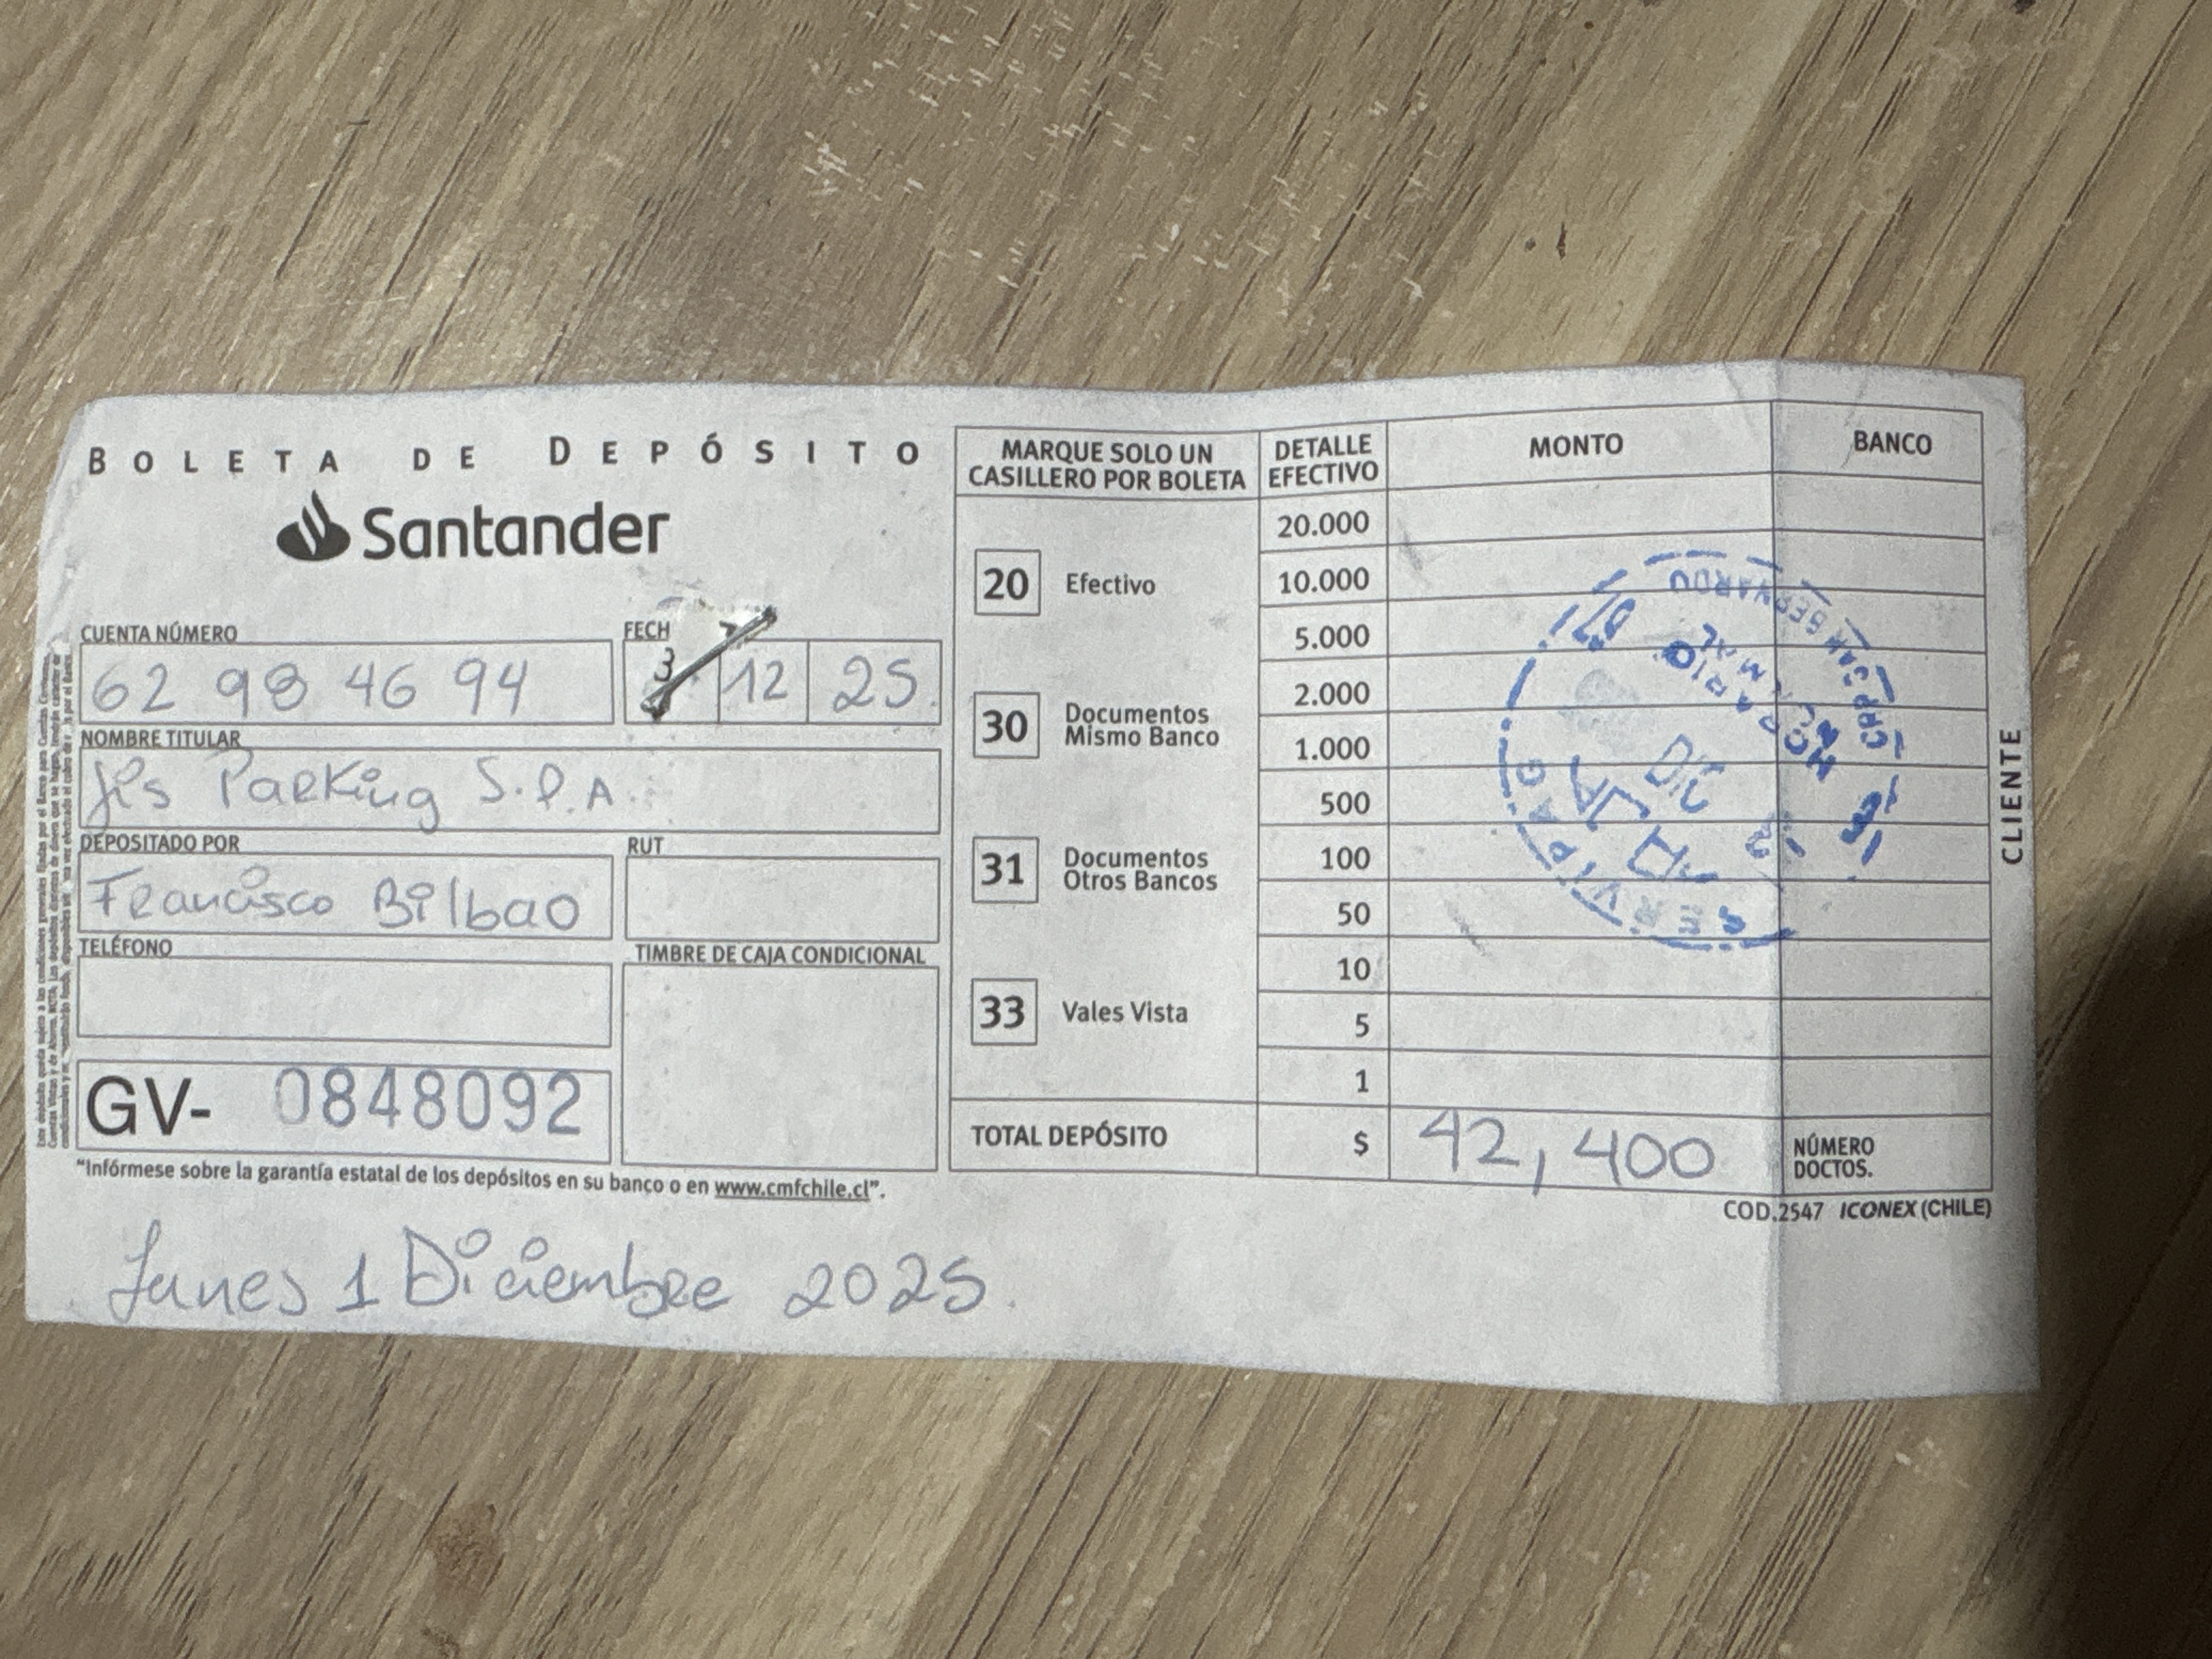 BOLETA DE DEPÓSITO
Santander
CUENTA NÚMERO
62 98 46 94
FECH
3 12 25
NOMBRE TITULAR
Jis Parking S.P.A
DEPOSITADO POR
Francisco Bilbao
RUT
TELÉFONO
TIMBRE DE CAJA CONDICIONAL
GV- 0848092
"Infórmese sobre la garantía estatal de los depósitos en su banco o en www.cmfchile.cl".
Lunes 1 Diciembre 2025
MARQUE SOLO UN
CASILLERO POR BOLETA
20 Efectivo
30 Documentos
Mismo Banco
31 Documentos
Otros Bancos
33 Vales Vista
TOTAL DEPÓSITO
DETALLE
EFECTIVO
MONTO
BANCO
20.000
10.000
5.000
2.000
1.000
500
100
50
10
5
1
$ 42,400
NÚMERO
DOCTOS.
SERVIPAG
DIC
HORARIO
CLIENTE
COD.2547 ICONEX (CHILE)